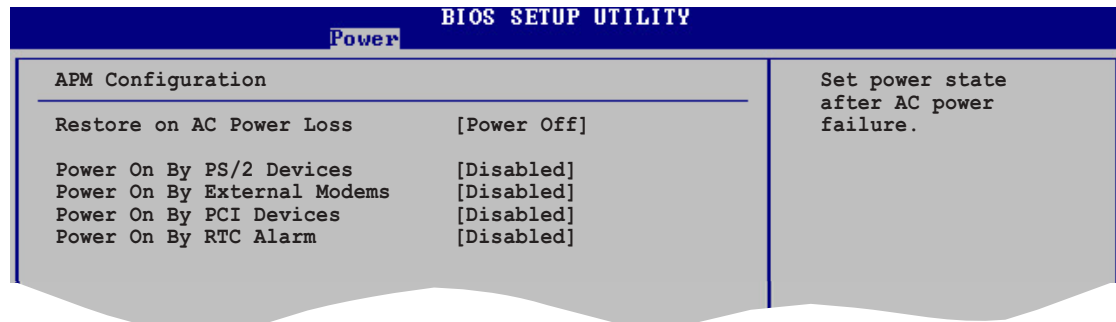 BIOS SETUP UTILITY
Power
APM Configuration
Restore on AC Power Loss [Power Off]
Power On By PS/2 Devices [Disabled]
Power On By External Modems [Disabled]
Power On By PCI Devices [Disabled]
Power On By RTC Alarm [Disabled]
Set power state
after AC power
failure.